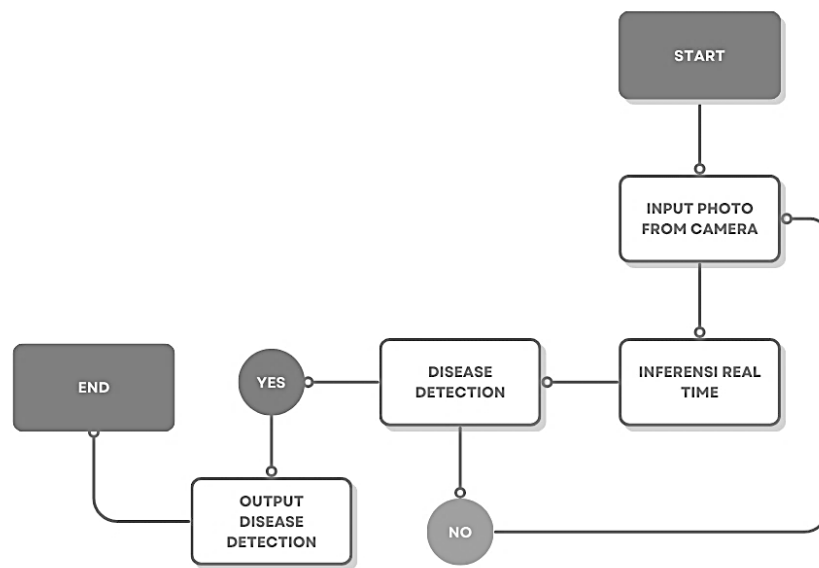 START
INPUT PHOTO
FROM CAMERA
INFERENSI REAL
TIME
DISEASE
DETECTION
YES
NO
OUTPUT
DISEASE
DETECTION
END